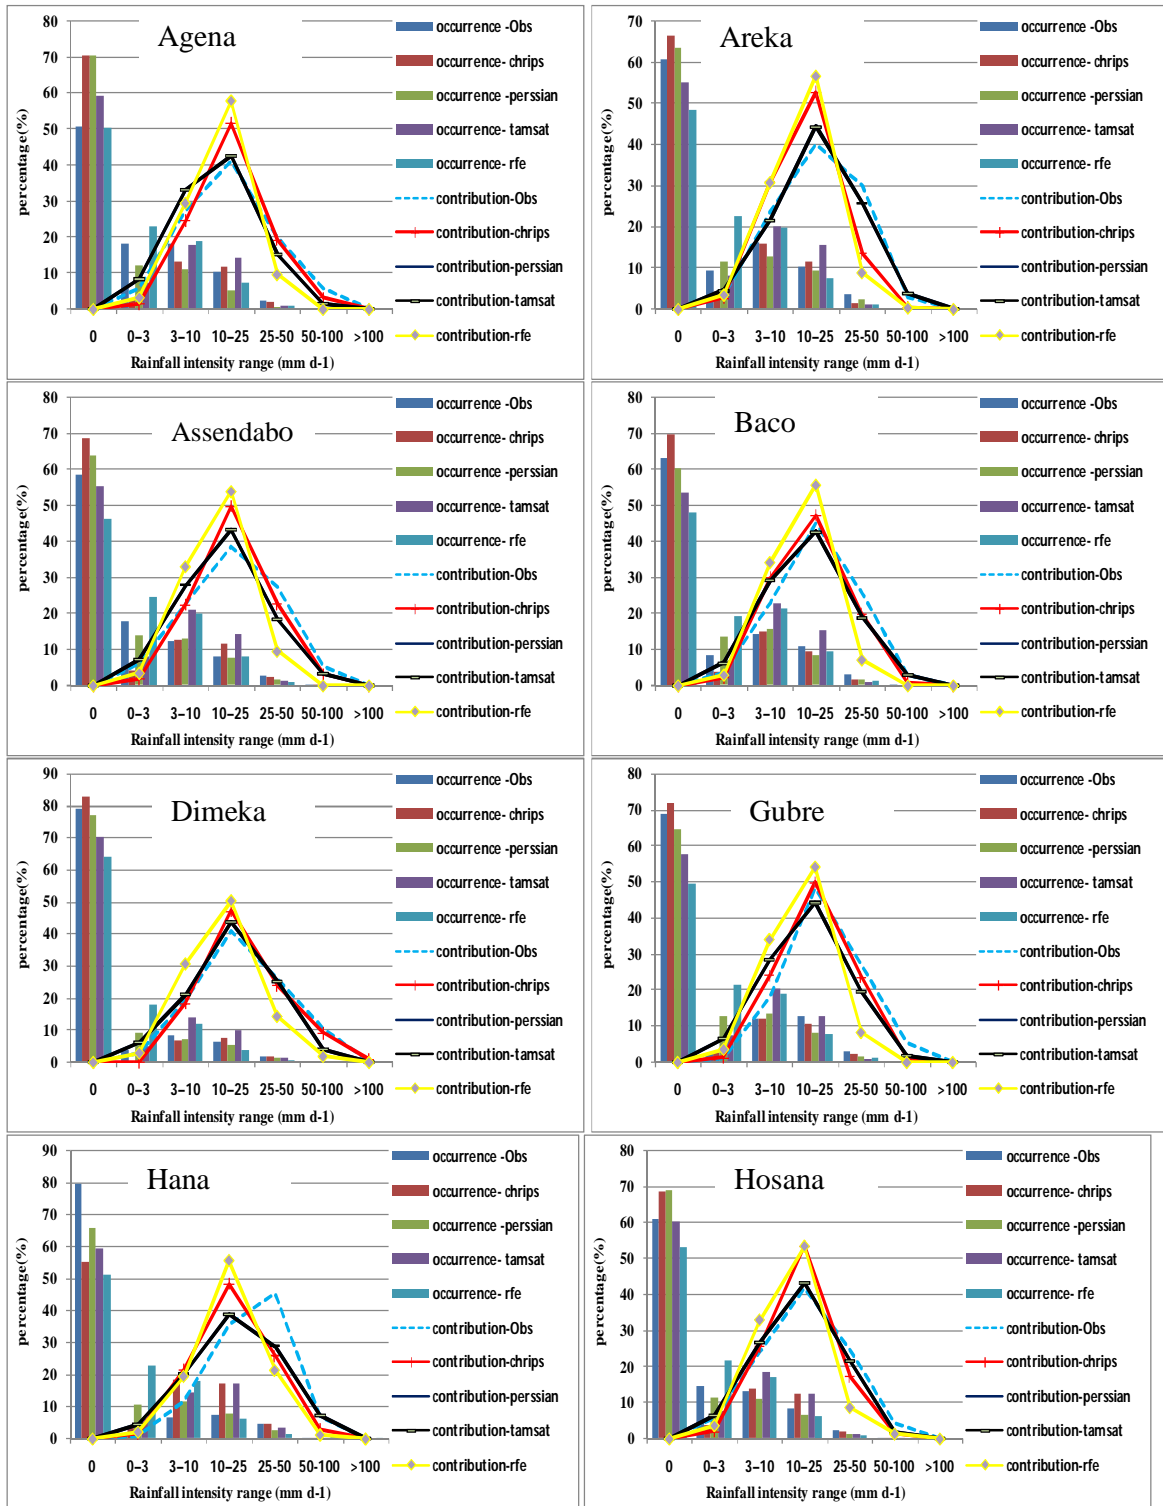 Agena
percentage(%)
80
70
60
50
40
30
20
10
0
0 0–3 3–10 10–25 25-50 50-100 >100
Rainfall intensity range (mm d-1)
occurrence -Obs
occurrence- chrips
occurrence -perssian
occurrence- tamsat
occurrence- rfe
contribution-Obs
contribution-chrips
contribution-perssian
contribution-tamsat
contribution-rfe
Areka
percentage(%)
70
60
50
40
30
20
10
0
0 0–3 3–10 10–25 25-50 50-100 >100
Rainfall intensity range (mm d-1)
occurrence -Obs
occurrence- chrips
occurrence -perssian
occurrence- tamsat
occurrence- rfe
contribution-Obs
contribution-chrips
contribution-perssian
contribution-tamsat
contribution-rfe
Assendabo
percentage(%)
80
70
60
50
40
30
20
10
0
0 0–3 3–10 10–25 25-50 50-100 >100
Rainfall intensity range (mm d-1)
occurrence -Obs
occurrence- chrips
occurrence -perssian
occurrence- tamsat
occurrence- rfe
contribution-Obs
contribution-chrips
contribution-perssian
contribution-tamsat
contribution-rfe
Baco
percentage(%)
80
70
60
50
40
30
20
10
0
0 0–3 3–10 10–25 25-50 50-100 >100
Rainfall intensity range (mm d-1)
occurrence -Obs
occurrence- chrips
occurrence -perssian
occurrence- tamsat
occurrence- rfe
contribution-Obs
contribution-chrips
contribution-perssian
contribution-tamsat
contribution-rfe
Dimeka
percentage(%)
90
80
70
60
50
40
30
20
10
0
0 0–3 3–10 10–25 25-50 50-100 >100
Rainfall intensity range (mm d-1)
occurrence -Obs
occurrence- chrips
occurrence -perssian
occurrence- tamsat
occurrence- rfe
contribution-Obs
contribution-chrips
contribution-perssian
contribution-tamsat
contribution-rfe
Gubre
percentage(%)
80
70
60
50
40
30
20
10
0
0 0–3 3–10 10–25 25-50 50-100 >100
Rainfall intensity range (mm d-1)
occurrence -Obs
occurrence- chrips
occurrence -perssian
occurrence- tamsat
occurrence- rfe
contribution-Obs
contribution-chrips
contribution-perssian
contribution-tamsat
contribution-rfe
Hana
percentage(%)
90
80
70
60
50
40
30
20
10
0
0 0–3 3–10 10–25 25-50 50-100 >100
Rainfall intensity range (mm d-1)
occurrence -Obs
occurrence- chrips
occurrence -perssian
occurrence- tamsat
occurrence- rfe
contribution-Obs
contribution-chrips
contribution-perssian
contribution-tamsat
contribution-rfe
Hosana
percentage(%)
80
70
60
50
40
30
20
10
0
0 0–3 3–10 10–25 25-50 50-100 >100
Rainfall intensity range (mm d-1)
occurrence -Obs
occurrence- chrips
occurrence -perssian
occurrence- tamsat
occurrence- rfe
contribution-Obs
contribution-chrips
contribution-perssian
contribution-tamsat
contribution-rfe